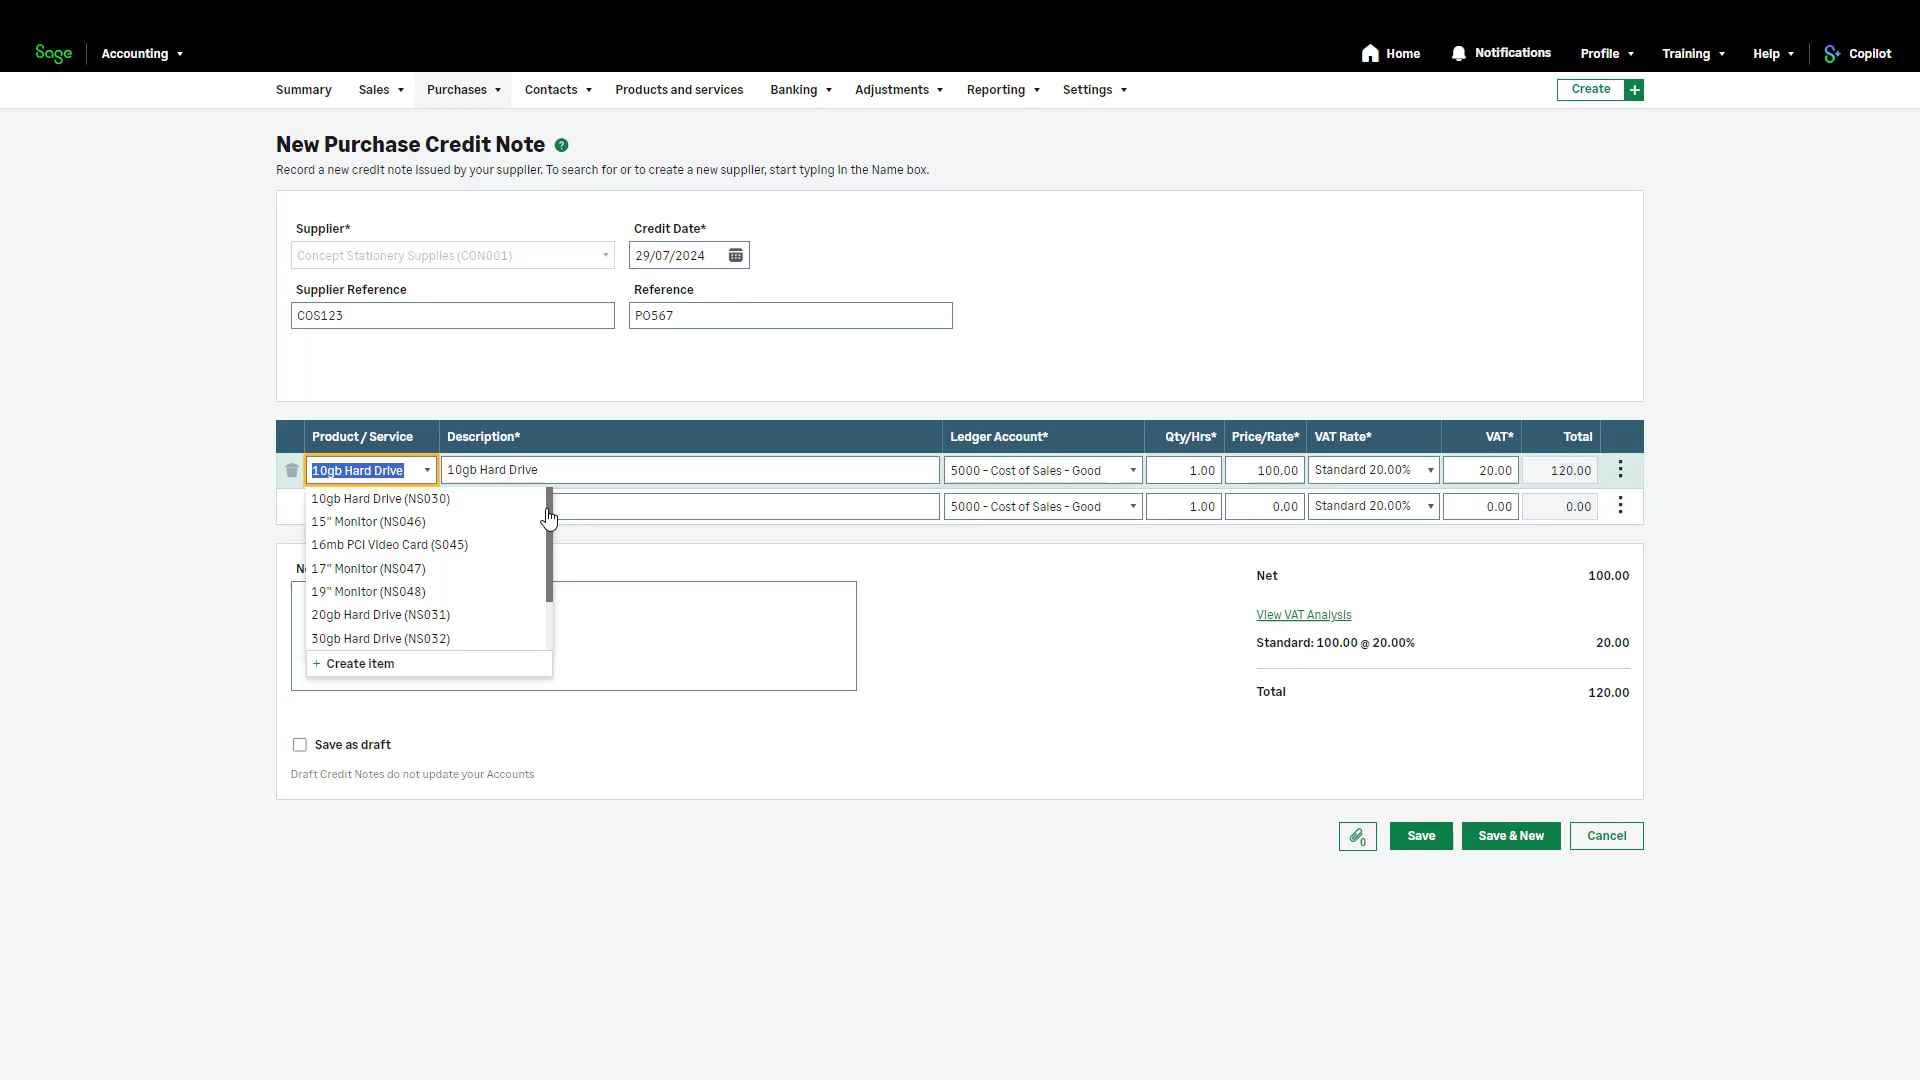 Sage Accounting Home Notifications Profile Training Help Copilot
Summary Sales Purchases Contacts Products and services Banking Adjustments Reporting Settings Create +
New Purchase Credit Note ?
Record a new credit note issued by your supplier. To search for or to create a new supplier, start typing in the Name box.
Supplier* Credit Date*
Concept Stationery Supplies (CON001) 29/07/2024
Supplier Reference Reference
COS123 PO567
Product / Service Description* Ledger Account* Qty/Hrs* Price/Rate* VAT Rate* VAT* Total
10gb Hard Drive 10gb Hard Drive 5000 - Cost of Sales - Good 1.00 100.00 Standard 20.00% 20.00 120.00
10gb Hard Drive (NS030)
5000 - Cost of Sales - Good 1.00 0.00 Standard 20.00% 0.00 0.00
15" Monitor (NS046)
16mb PCI Video Card (S045)
17" Monitor (NS047)
19" Monitor (NS048)
20gb Hard Drive (NS031)
30gb Hard Drive (NS032)
+ Create item
Net 100.00
View VAT Analysis
Standard: 100.00 @ 20.00% 20.00
Total 120.00
Save as draft
Draft Credit Notes do not update your Accounts
0 Save Save & New Cancel